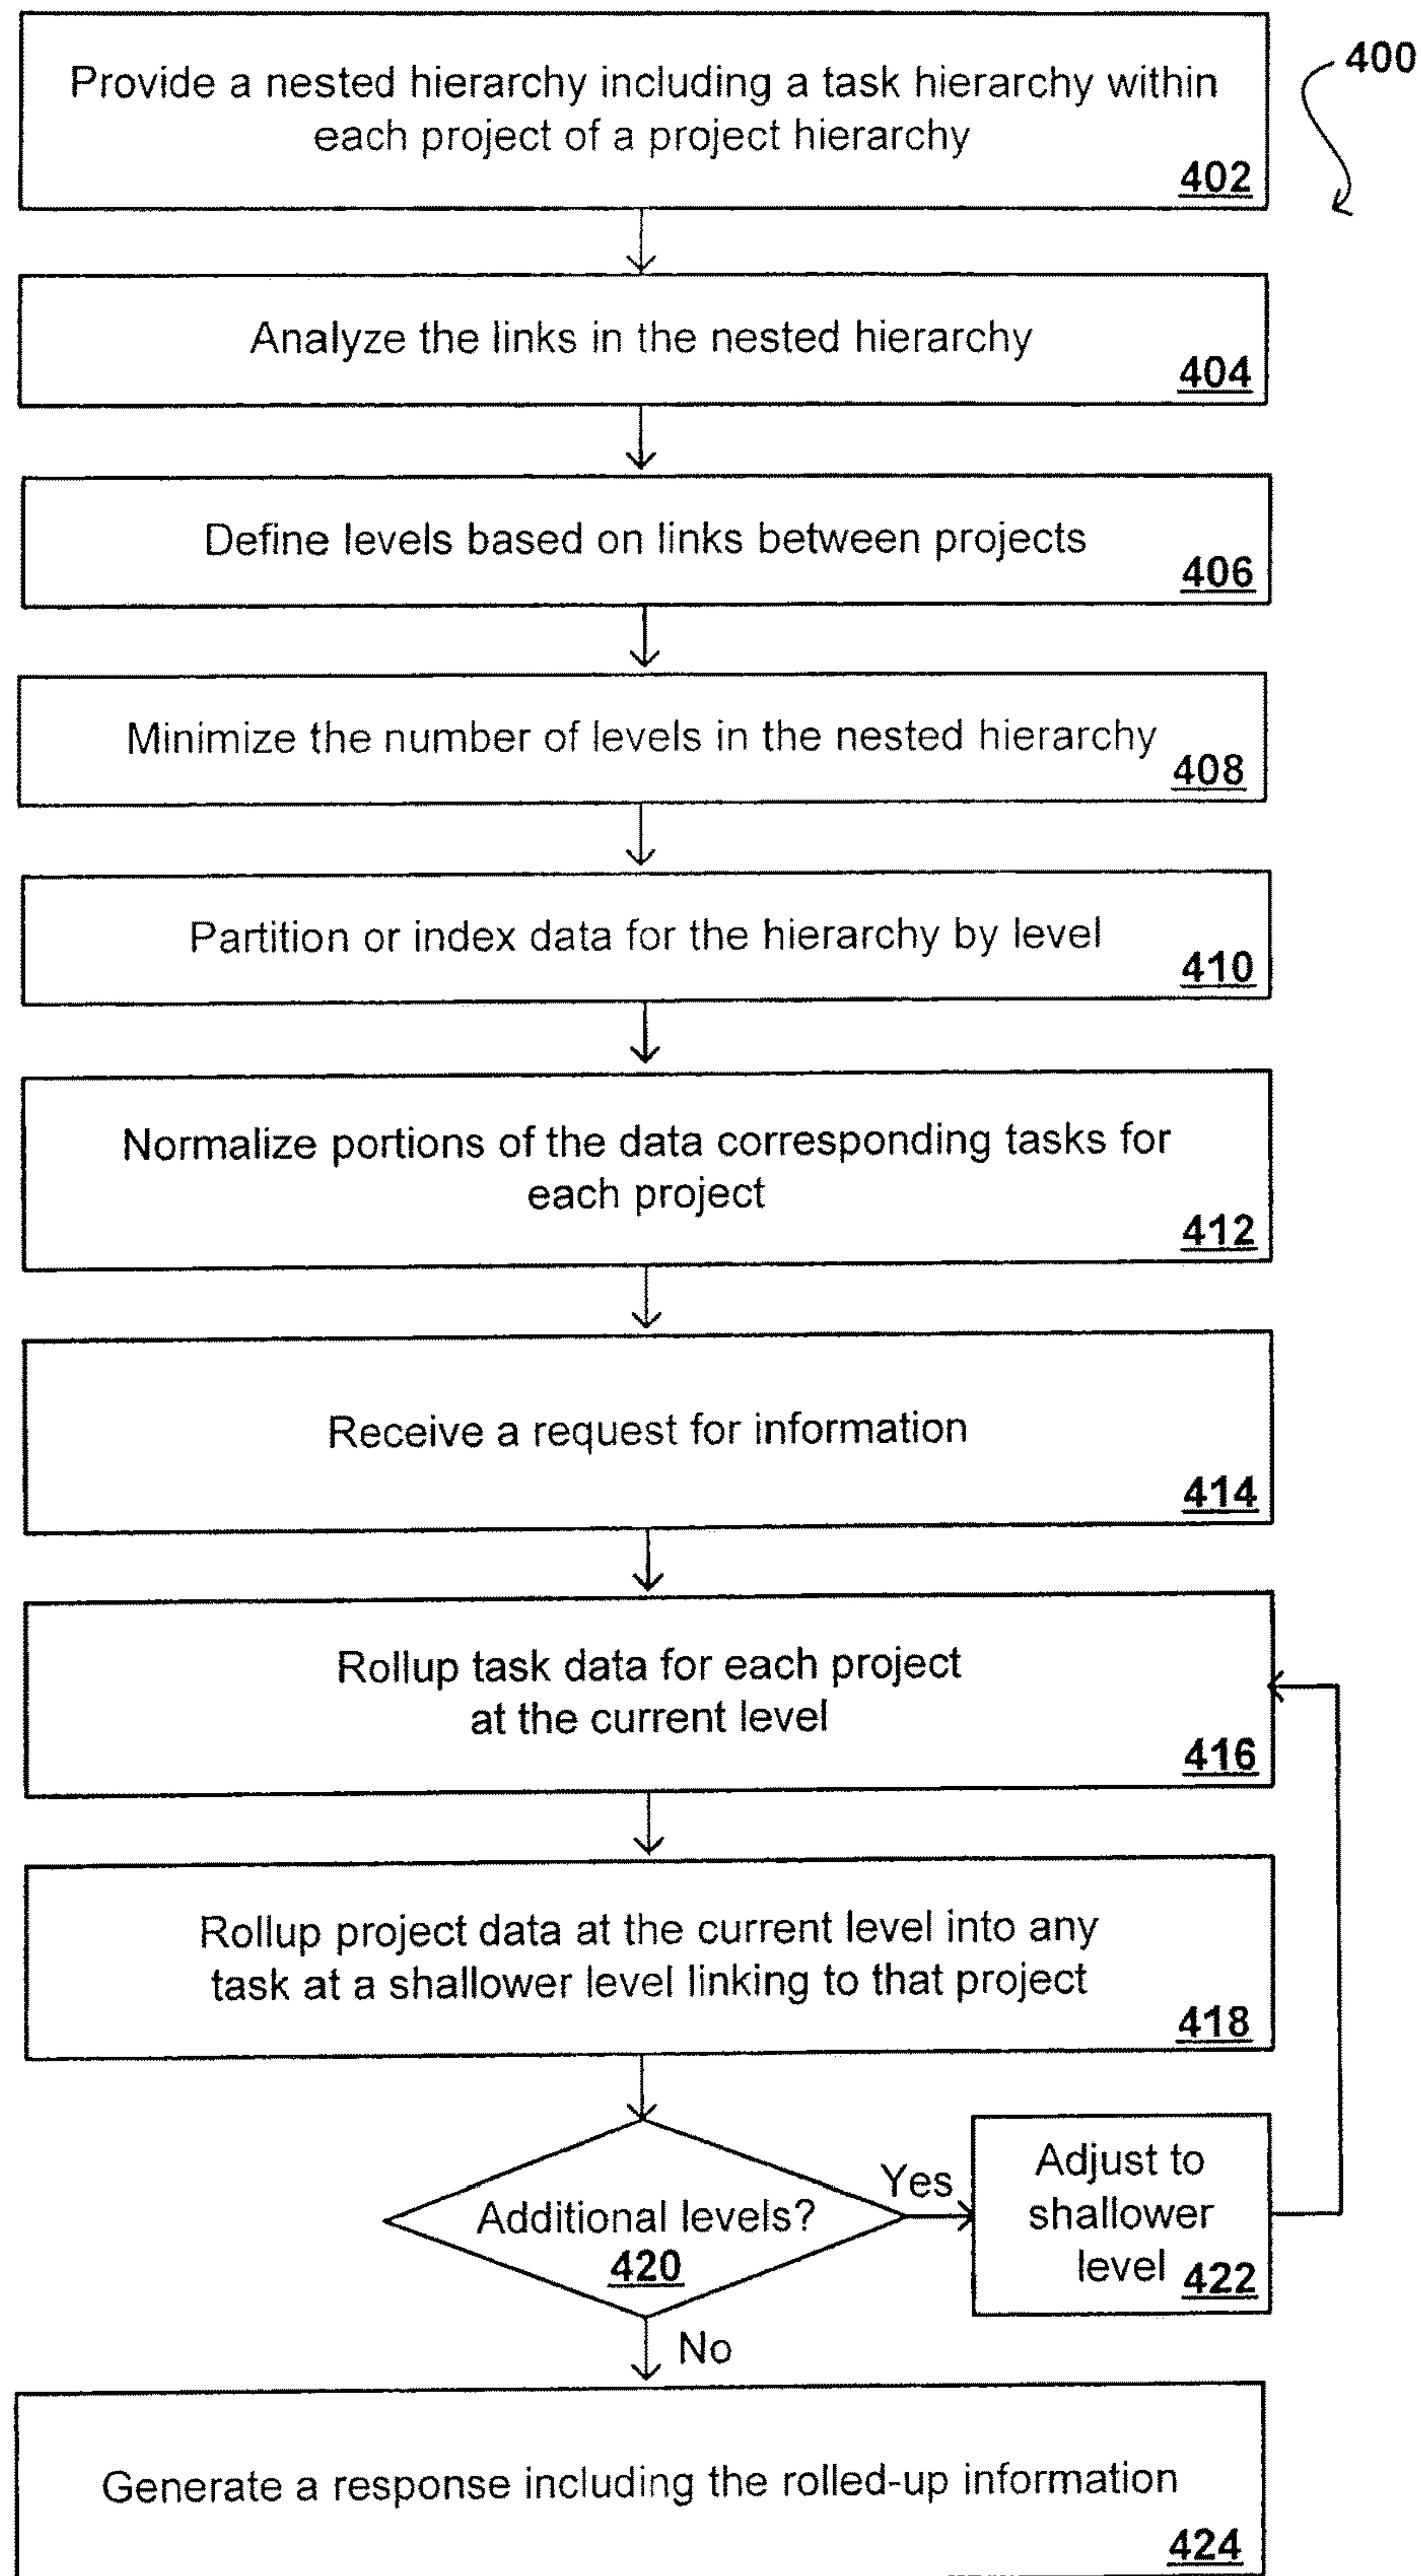 400
Provide a nested hierarchy including a task hierarchy within
each project of a project hierarchy
402
Analyze the links in the nested hierarchy
404
Define levels based on links between projects
406
Minimize the number of levels in the nested hierarchy
408
Partition or index data for the hierarchy by level
410
Normalize portions of the data corresponding tasks for
each project
412
Receive a request for information
414
Rollup task data for each project
at the current level
416
Rollup project data at the current level into any
task at a shallower level linking to that project
418
Additional levels?
420
Yes
Adjust to
shallower
level
422
No
Generate a response including the rolled-up information
424